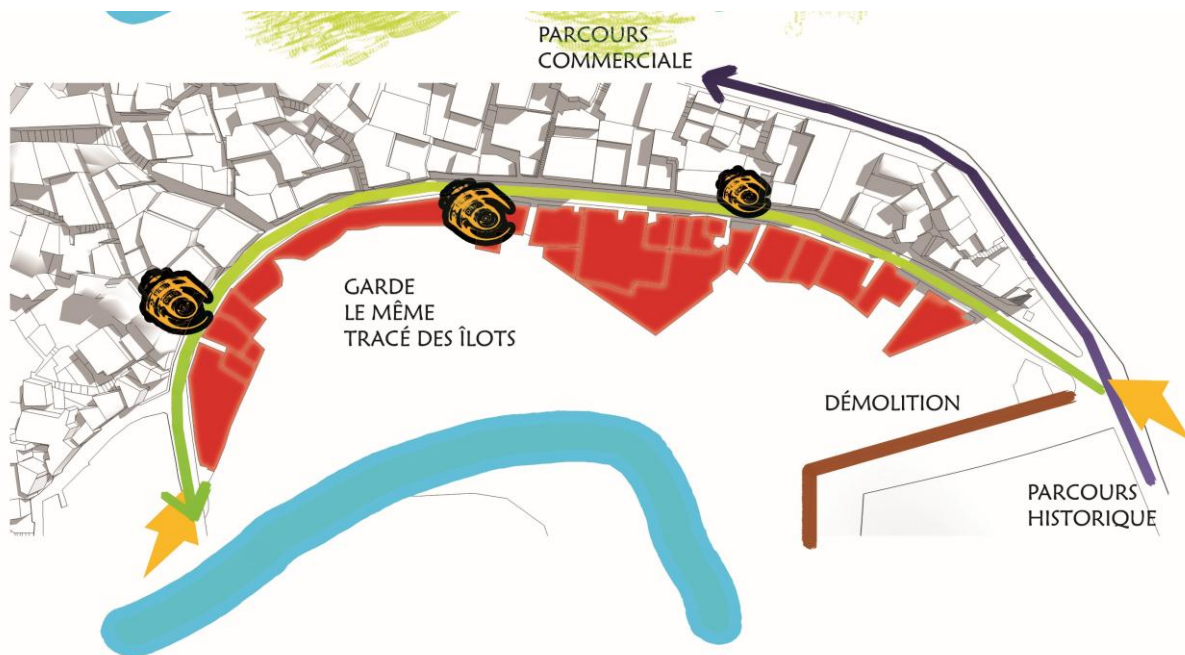 PARCOURS
COMMERCIALE
GARDE
LE MÊME
TRACÉ DES ÎLOTS
DÉMOLITION
PARCOURS
HISTORIQUE